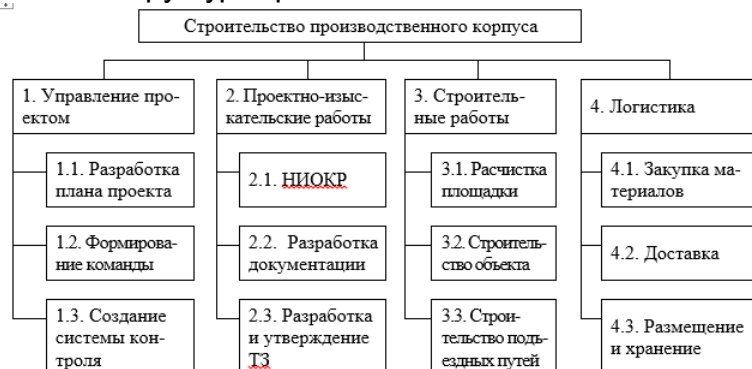 Строительство производственного корпуса
1. Управление про-
ектом
2. Проектно-изыс-
кательские работы
3. Строитель-
ные работы
4. Логистика
1.1. Разработка
плана проекта
2.1. НИОКР
3.1. Расчистка
площадки
4.1. Закупка ма-
териалов
1.2. Формирова-
ние команды
2.2. Разработка
документации
3.2. Строитель-
ство объекта
4.2. Доставка
1.3. Создание
системы кон-
троля
2.3. Разработка
и утверждение
ТЗ
3.3. Строи-
тельство подъ-
ездных путей
4.3. Размещение
и хранение